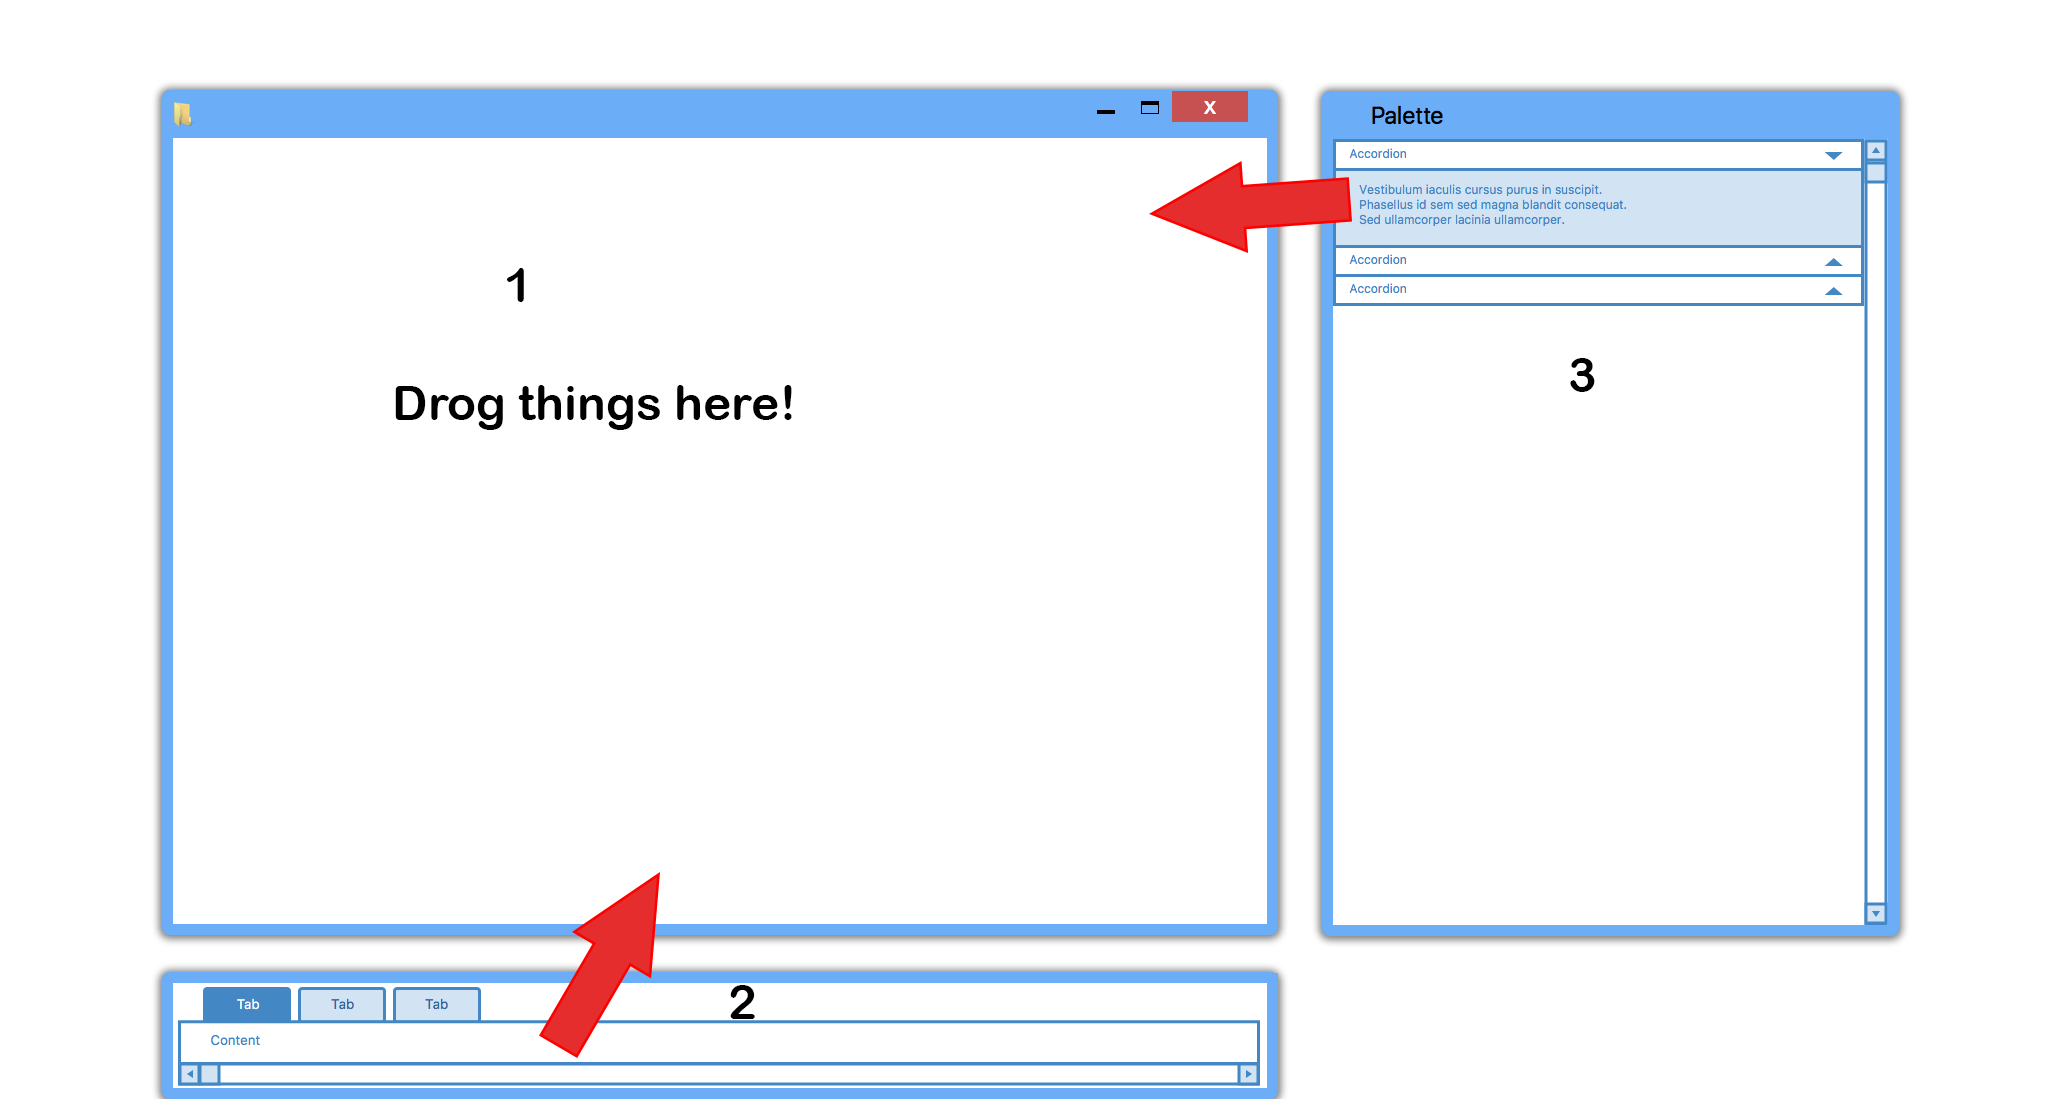 X
Palette
Accordion
Vestibulum iaculis cursus purus in suscipit.
Phasellus id sem sed magna blandit consequat.
Sed ullamcorper lacinia ullamcorper.
Accordion
Accordion
1
Drog things here!
3
2
Tab Tab Tab
Content